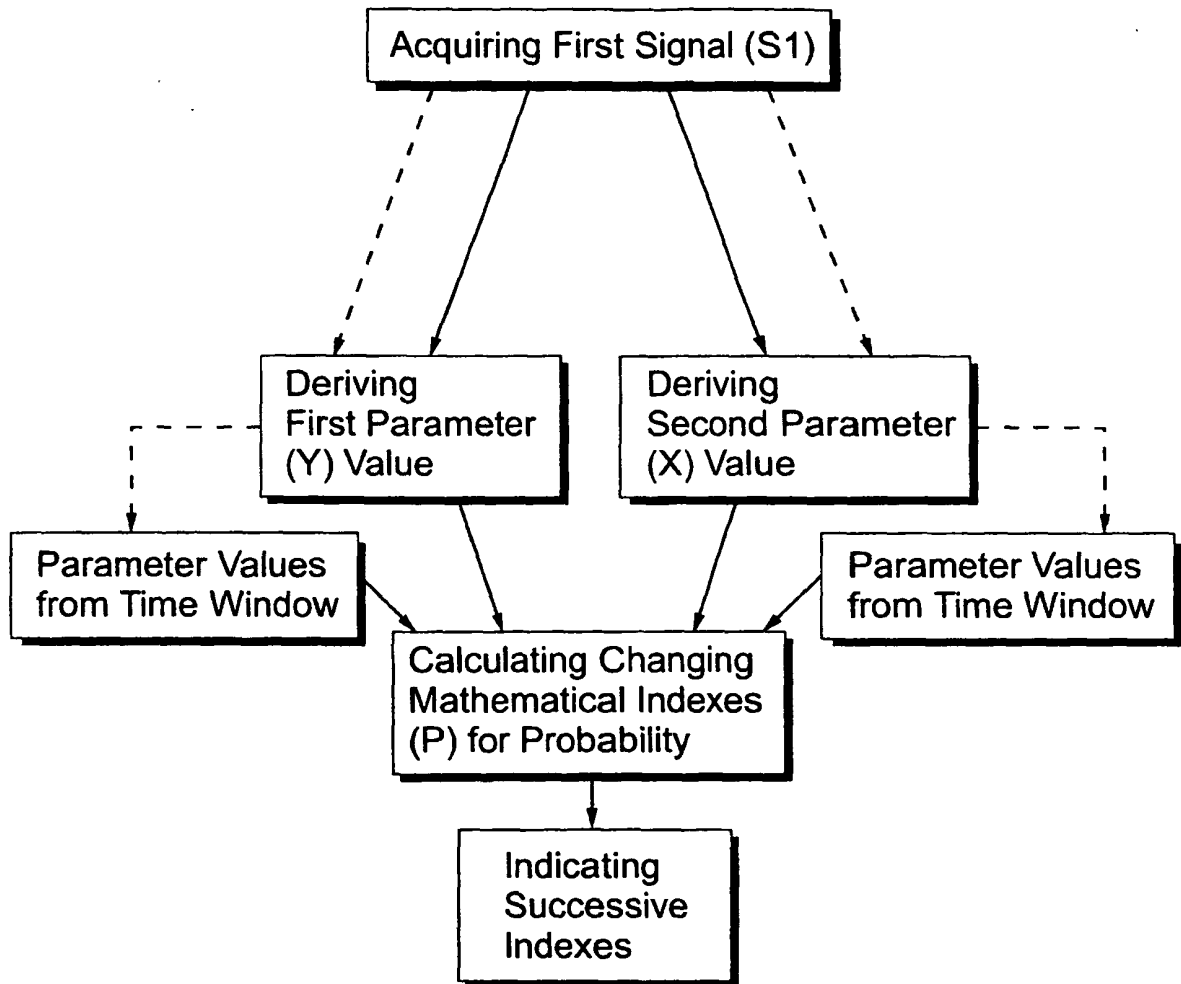 Acquiring First Signal (S1)
Deriving
First Parameter
(Y) Value
Deriving
Second Parameter
(X) Value
Parameter Values
from Time Window
Parameter Values
from Time Window
Calculating Changing
Mathematical Indexes
(P) for Probability
Indicating
Successive
Indexes